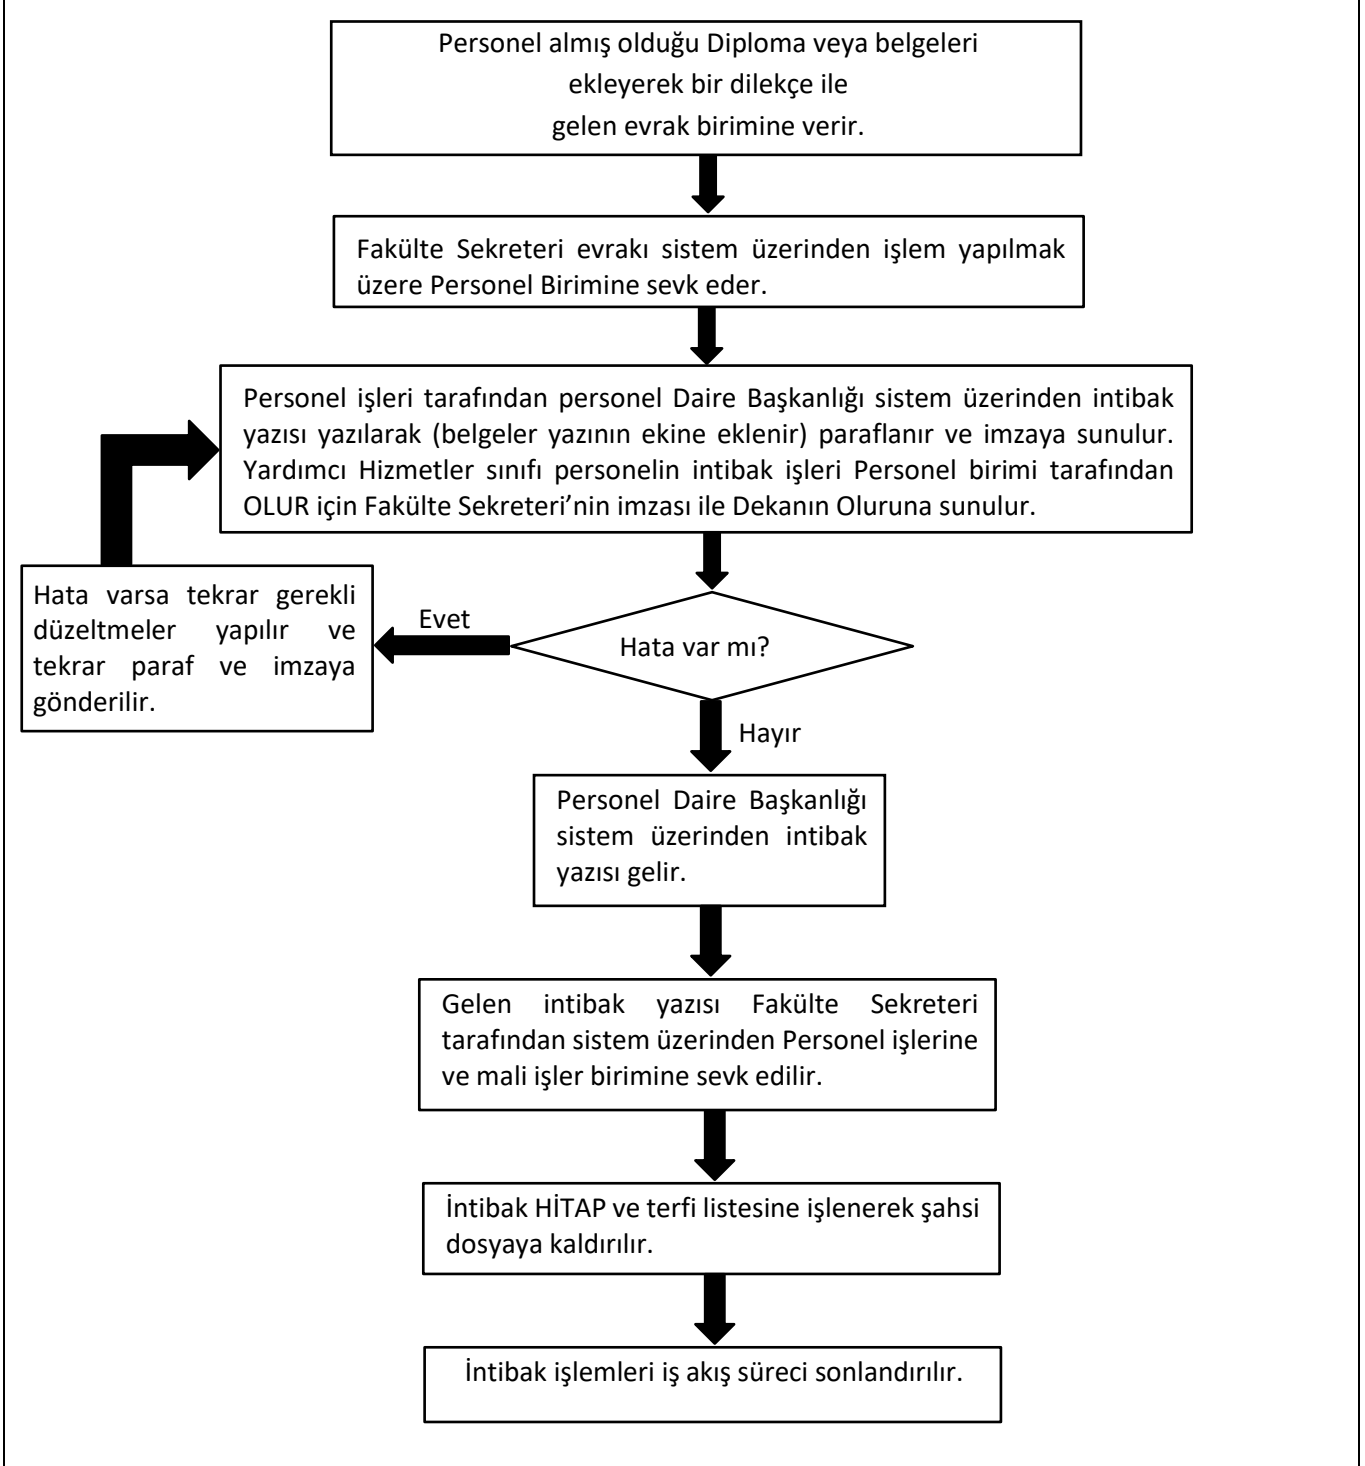 Personel almış olduğu Diploma veya belgeleri
ekleyerek bir dilekçe ile
gelen evrak birimine verir.
Fakülte Sekreteri evrakı sistem üzerinden işlem yapılmak
üzere Personel Birimine sevk eder.
Personel işleri tarafından personel Daire Başkanlığı sistem üzerinden intibak
yazısı yazılarak (belgeler yazının ekine eklenir) paraflanır ve imzaya sunulur.
Yardımcı Hizmetler sınıfı personelin intibak işleri Personel birimi tarafından
OLUR için Fakülte Sekreteri’nin imzası ile Dekanın Oluruna sunulur.
Hata varsa tekrar gerekli
düzeltmeler yapılır ve
tekrar paraf ve imzaya
gönderilir.
Evet
Hata var mı?
Hayır
Personel Daire Başkanlığı
sistem üzerinden intibak
yazısı gelir.
Gelen intibak yazısı Fakülte Sekreteri
tarafından sistem üzerinden Personel işlerine
ve mali işler birimine sevk edilir.
İntibak HİTAP ve terfi listesine işlenerek şahsi
dosyaya kaldırılır.
İntibak işlemleri iş akış süreci sonlandırılır.